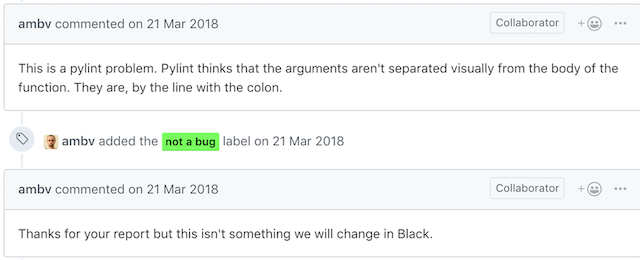 ambv commented on 21 Mar 2018 Collaborator
This is a pylint problem. Pylint thinks that the arguments aren't separated visually from the body of the
function. They are, by the line with the colon.
ambv added the not a bug label on 21 Mar 2018
ambv commented on 21 Mar 2018 Collaborator
Thanks for your report but this isn't something we will change in Black.